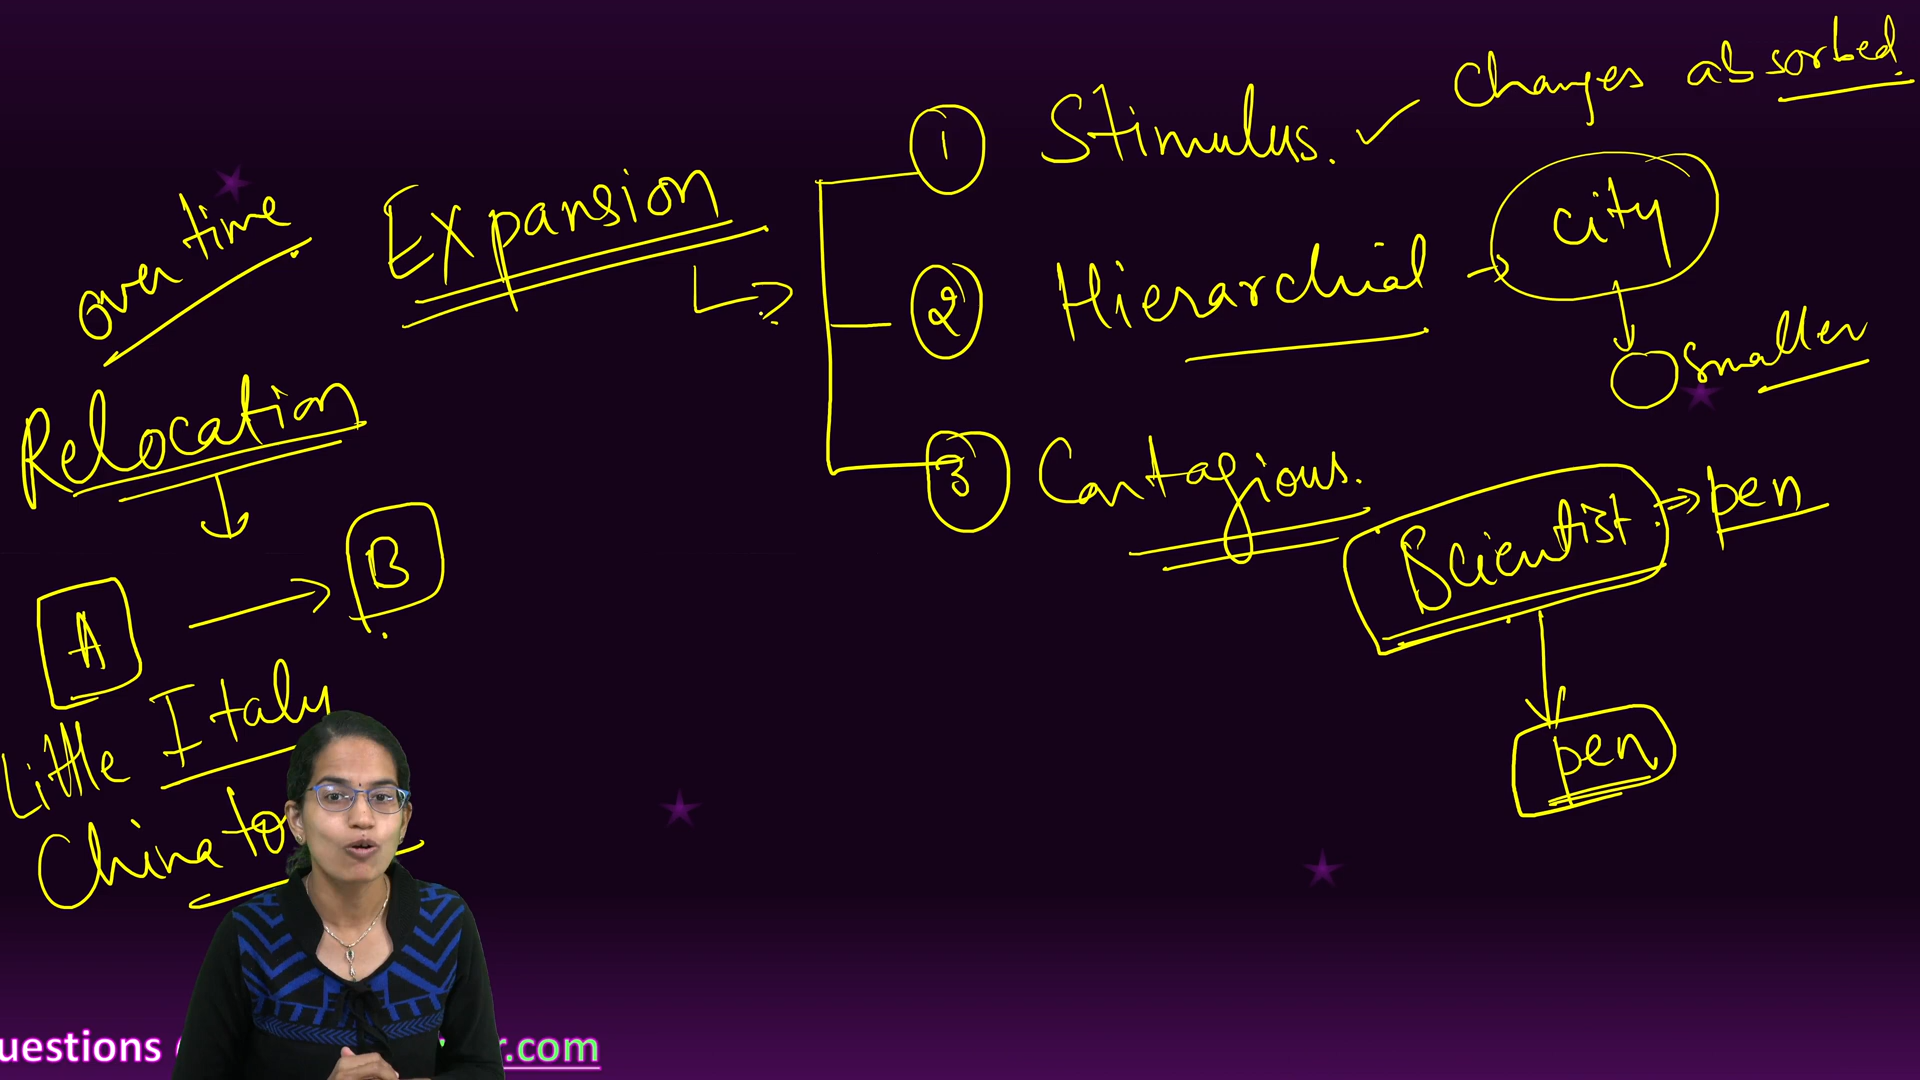 over time
Expansion
1 Stimulus. Changes absorbed.
2 Hierarchial
city
smaller
3 Contagious.
Scientist
pen
pen
Relocation
A
B
Little Italy
uestions
.com